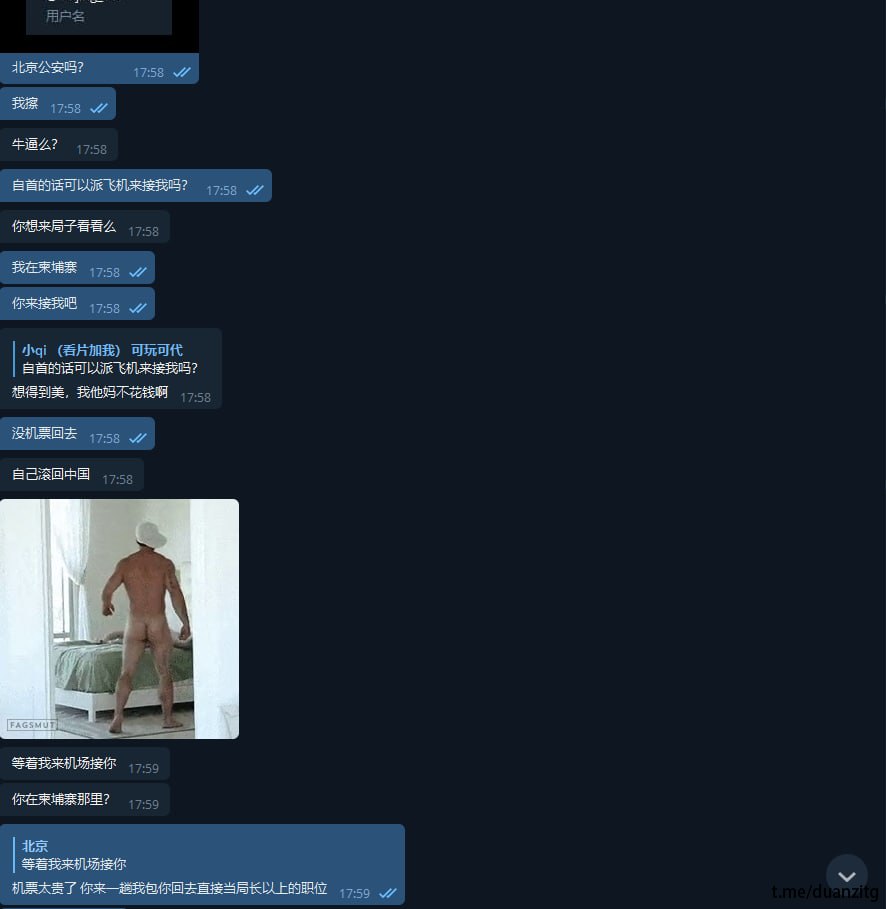 用户名
北京公安吗?
17:58
我擦
17:58
牛逼么?
17:58
自首的话可以派飞机来接我吗?
17:58
你想来局子看看么
17:58
我在柬埔寨
17:58
你来接我吧
17:58
小qi （看片加我） 可玩可代
自首的话可以派飞机来接我吗?
想得到美，我他妈不花钱啊
17:58
没机票回去
17:58
自己滚回中国
17:58
FAGSMUT
等着我来机场接你
17:59
你在柬埔寨那里?
17:59
北京
等着我来机场接你
机票太贵了 你来一趟我包你回去直接当局长以上的职位
17:59
t.me/duanzitg